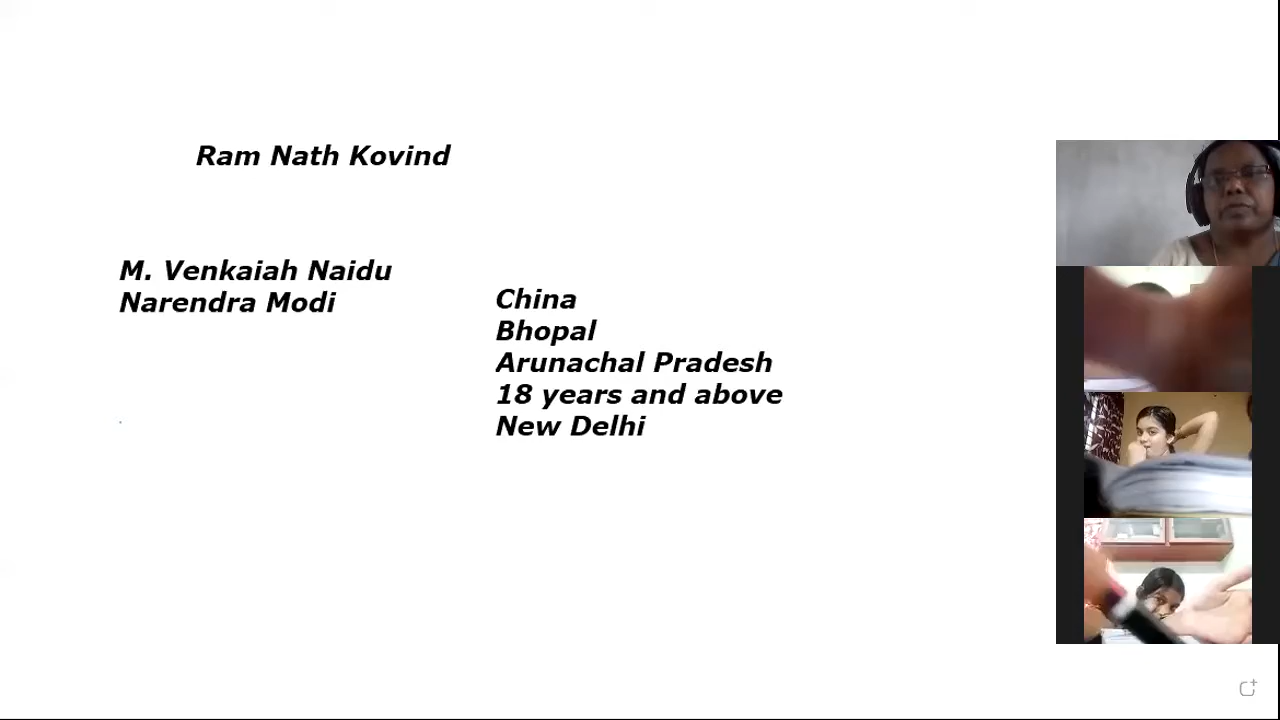 Ram Nath Kovind
M. Venkaiah Naidu
Narendra Modi
China
Bhopal
Arunachal Pradesh
18 years and above
New Delhi